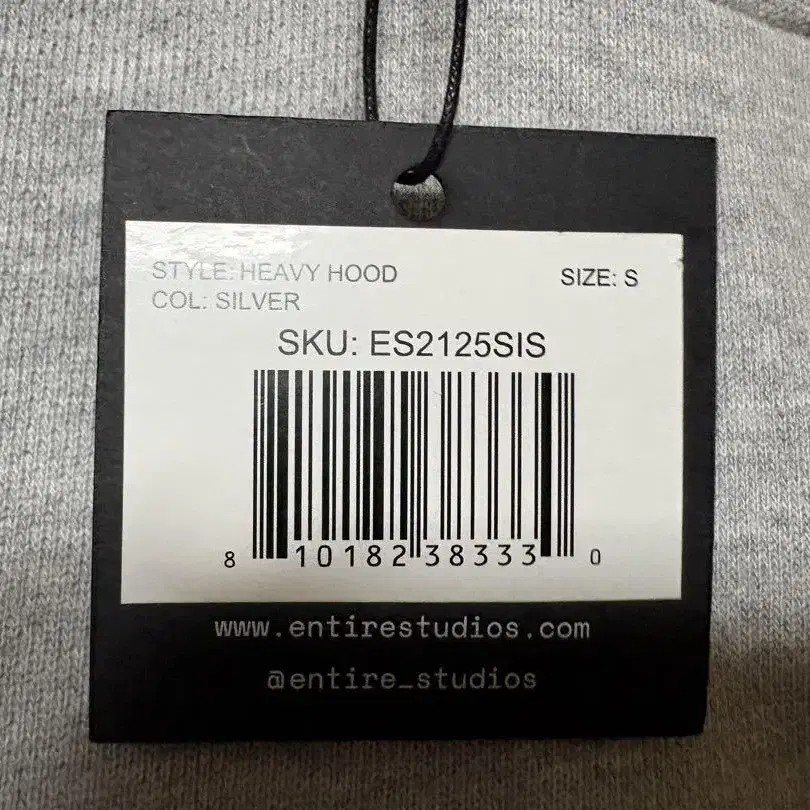 STYLE: HEAVY HOOD
SIZE: S
COL: SILVER
SKU: ES2125SIS
8 10182 38333 0
www.entirestudios.com
@entire_studios